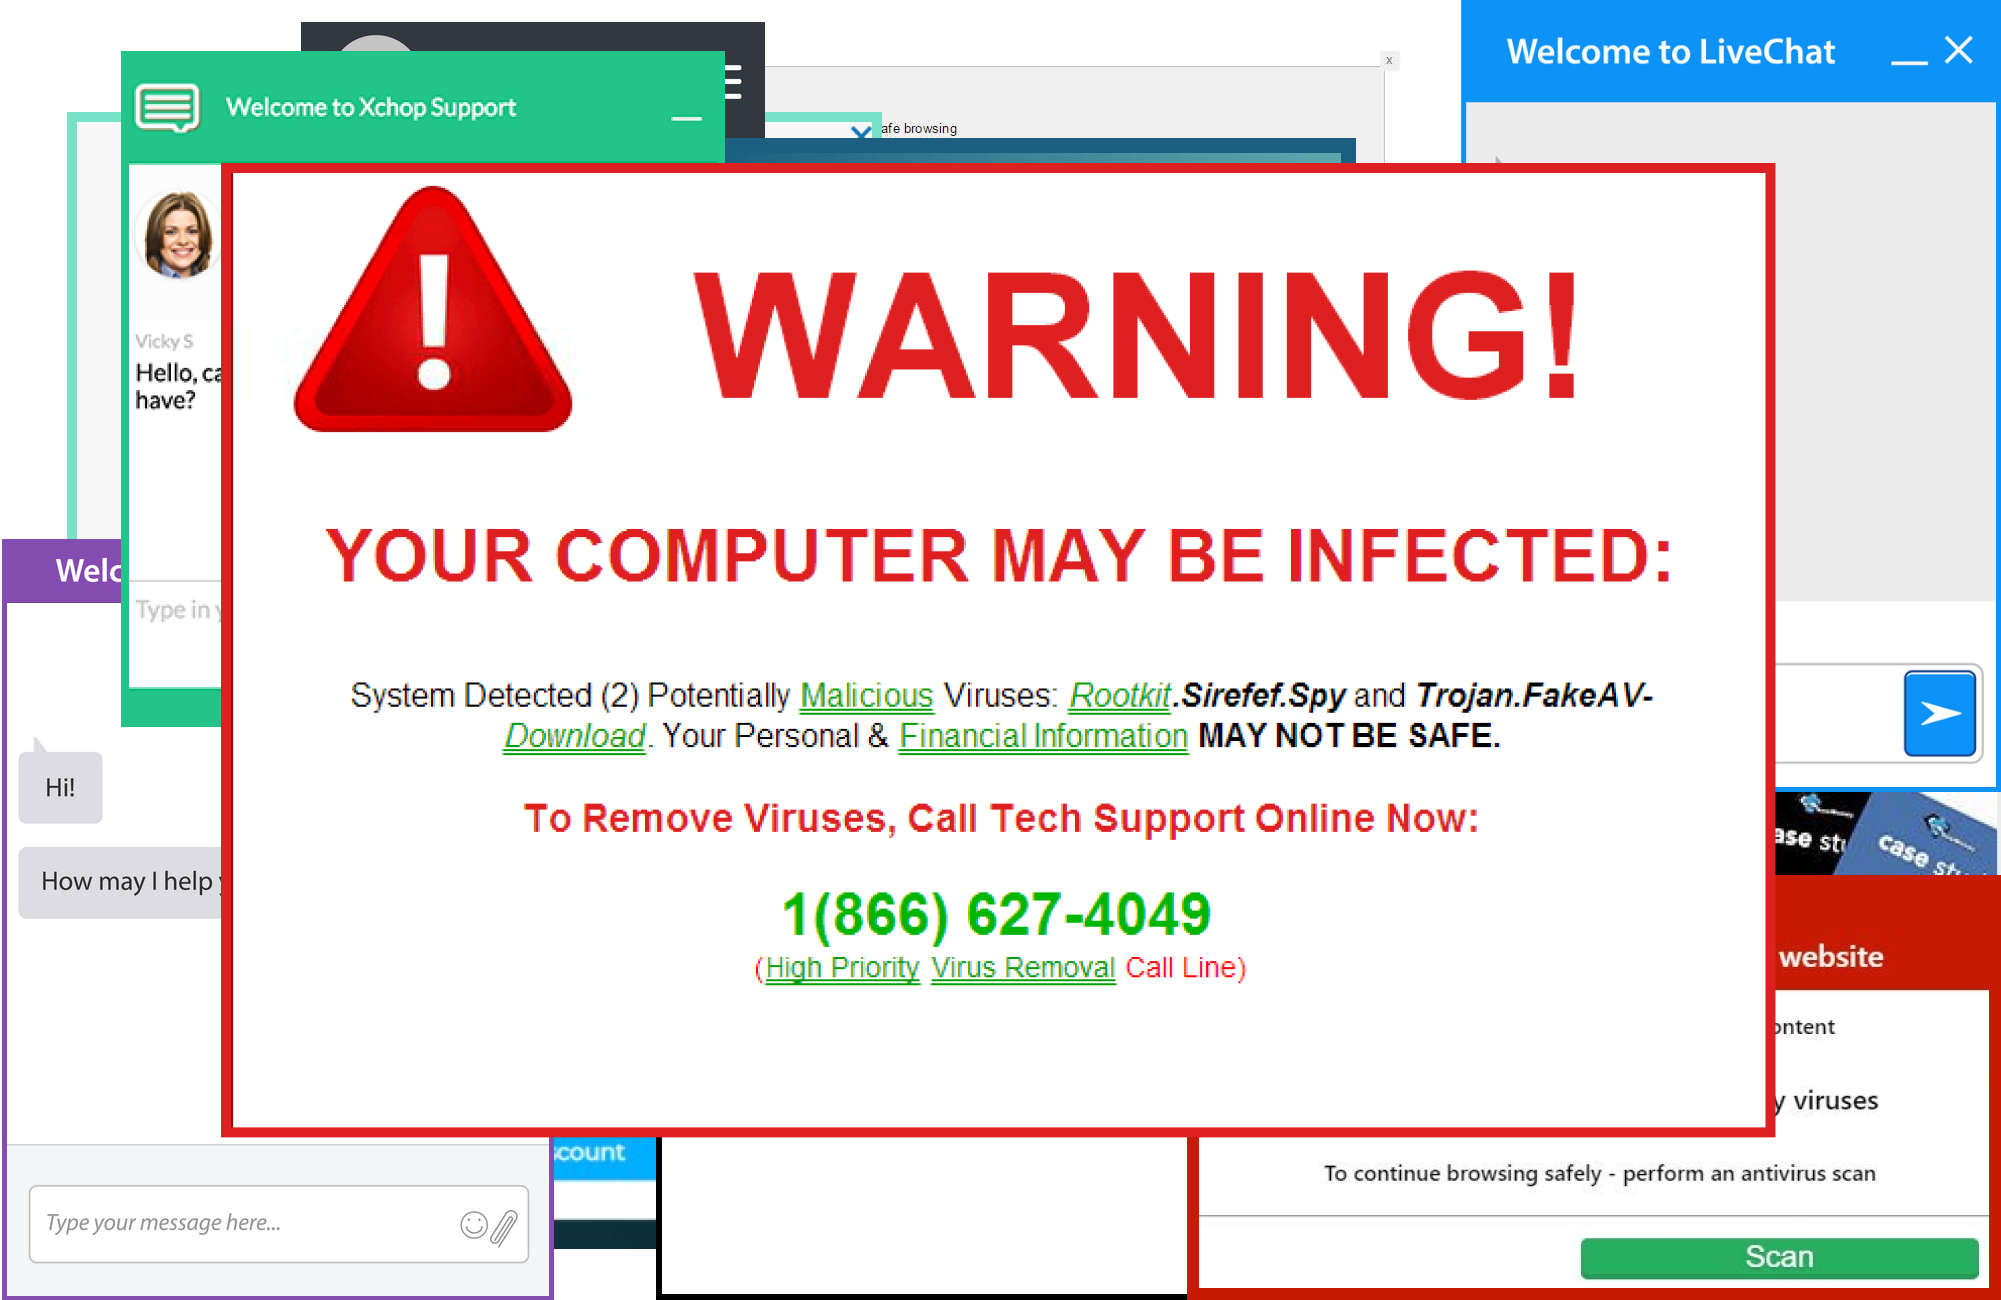 Welcome to LiveChat
Welcome to Xchop Support
x
afe browsing
WARNING!
Vicky S
Hello, ca
have?
YOUR COMPUTER MAY BE INFECTED:
Welc
Type in y
System Detected (2) Potentially Malicious Viruses: Rootkit.Sirefef.Spy and Trojan.FakeAV-
Download. Your Personal & Financial Information MAY NOT BE SAFE.
Hi!
To Remove Viruses, Call Tech Support Online Now:
ase stu
case stu
How may I help y
1(866) 627-4049
(High Priority Virus Removal Call Line)
website
ontent
y viruses
count
To continue browsing safely - perform an antivirus scan
Type your message here...
Scan